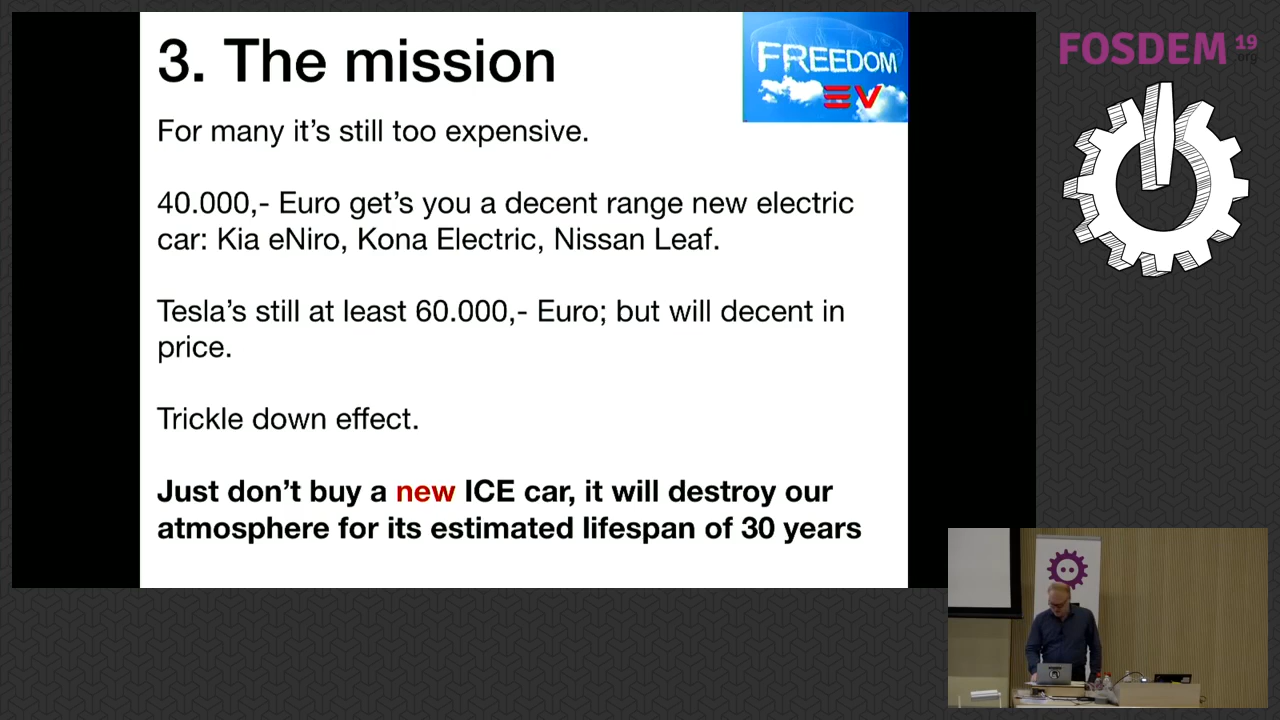 3. The mission
FREEDOM
EV
For many it's still too expensive.
40.000,- Euro get's you a decent range new electric
car: Kia eNiro, Kona Electric, Nissan Leaf.
Tesla's still at least 60.000,- Euro; but will decent in
price.
Trickle down effect.
Just don't buy a new ICE car, it will destroy our
atmosphere for its estimated lifespan of 30 years
FOSDEM 19
.org